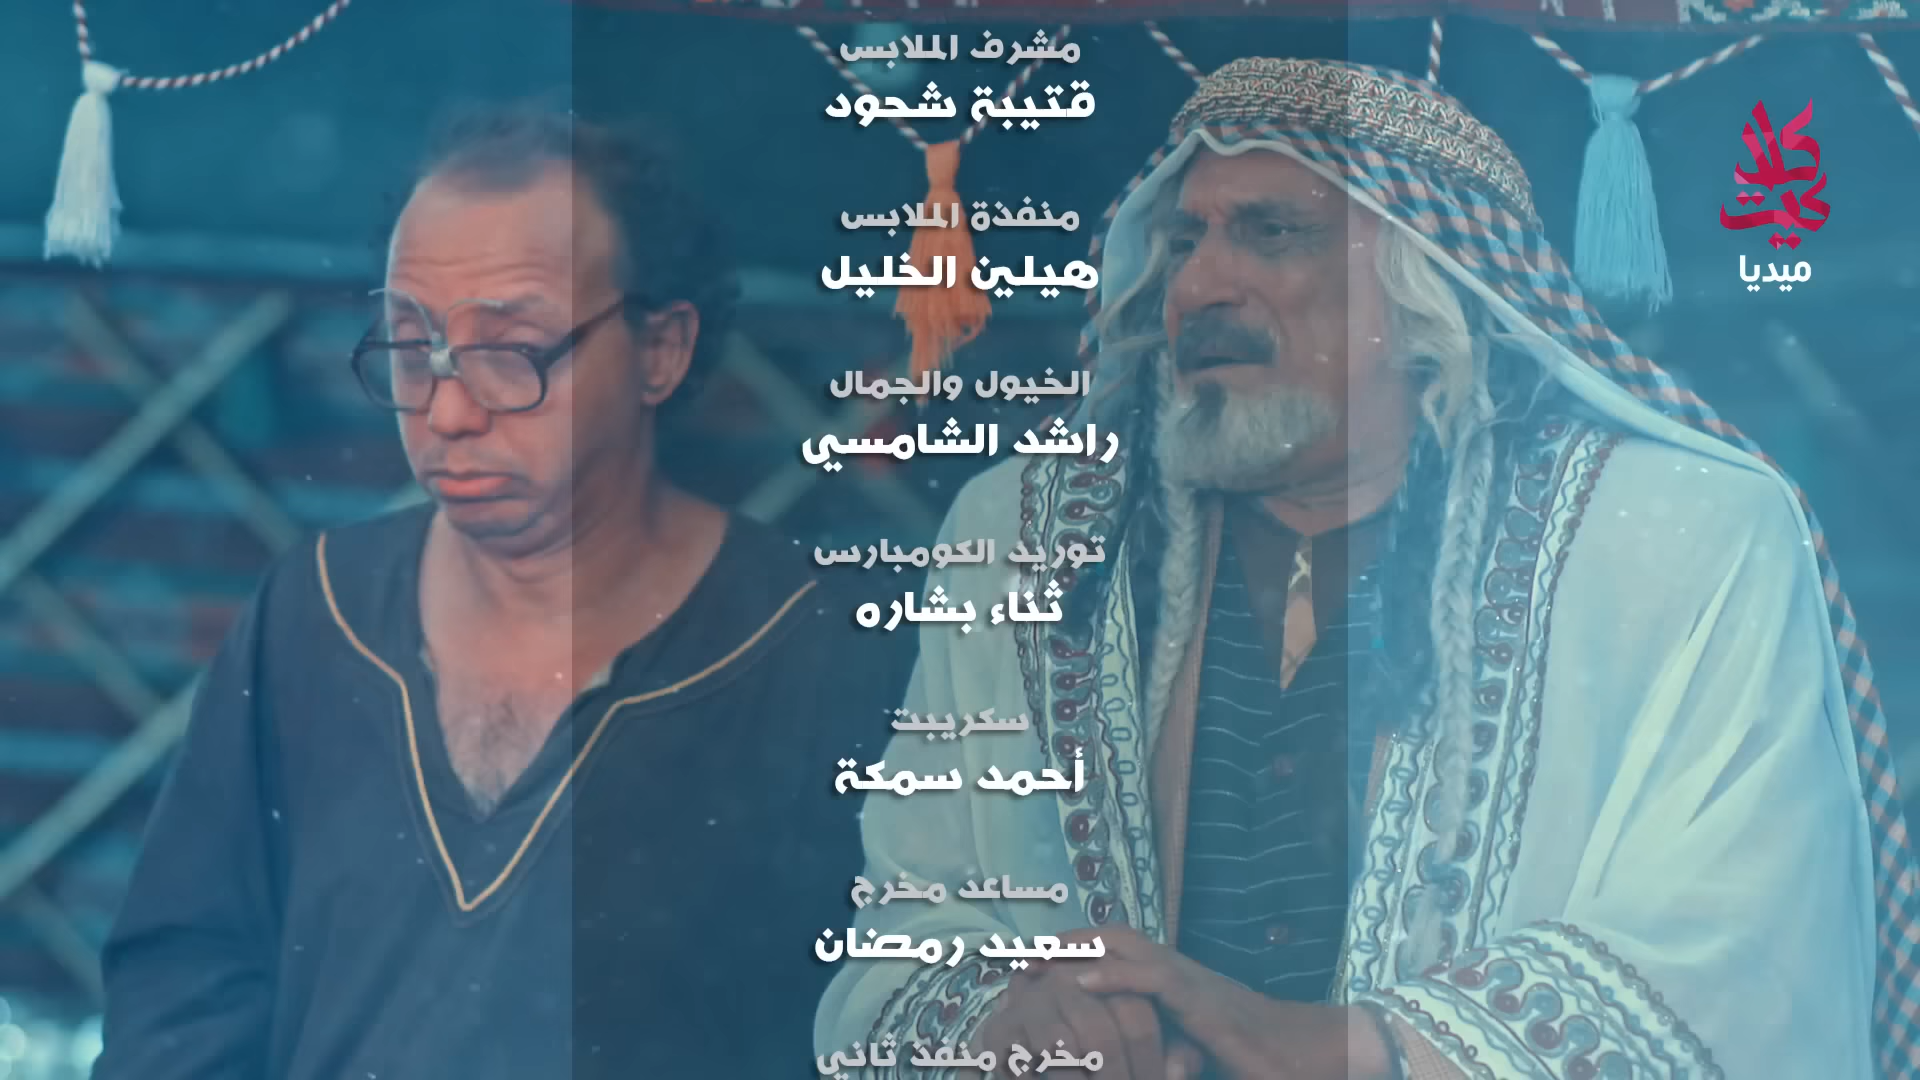 مشرف الملابس
قتيبة شحود
منفذة الملابس
هيلين الخليل
الخيول والجمال
راشد الشامسي
توريد الكومبارس
ثناء بشاره
سكريبت
أحمد سمكة
مساعد مخرج
سعيد رمضان
مخرج منفذ ثاني
كلاكيت
ميديا